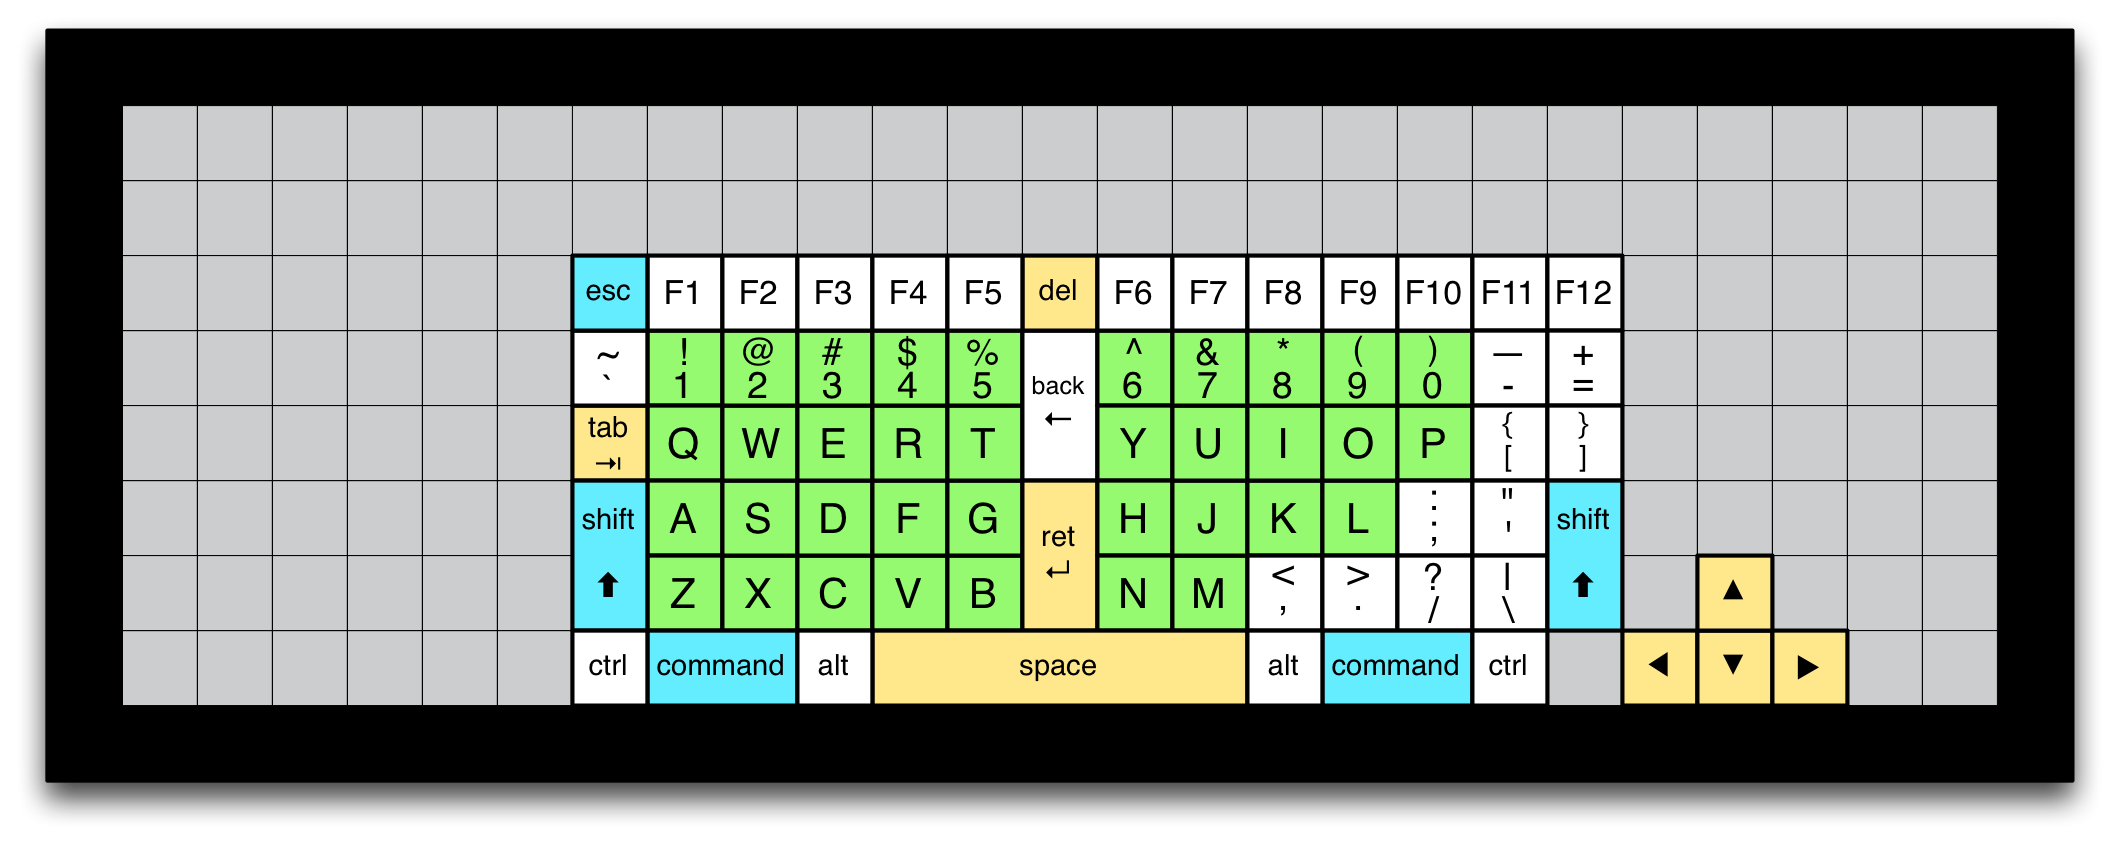 esc F1 F2 F3 F4 F5 del F6 F7 F8 F9 F10 F11 F12
~ ! @ # $ % ^ & * ( ) — +
` 1 2 3 4 5 back ← 6 7 8 9 0 - =
tab ⇥ Q W E R T Y U I O P { [ } ]
shift ⬆ A S D F G ret ↵ H J K L : ; " ' shift ⬆
Z X C V B N M < , > . ? / | \ ▲
ctrl command alt space alt command ctrl ◀ ▼ ▶